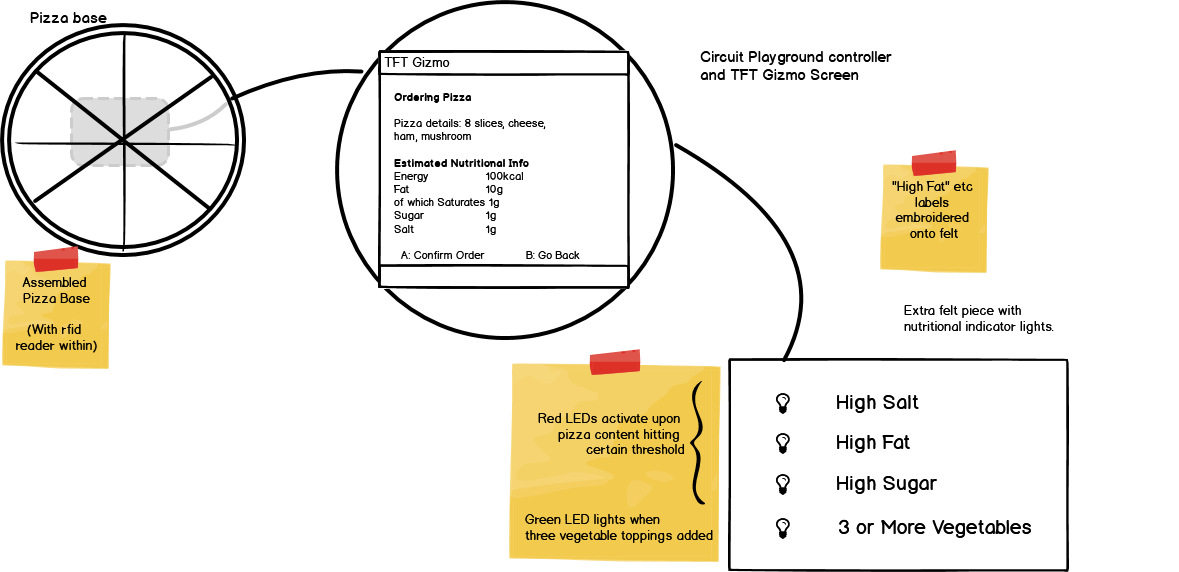 Pizza base
TFT Gizmo
Ordering Pizza
Pizza details: 8 slices, cheese,
ham, mushroom
Estimated Nutritional Info
Energy 100kcal
Fat 10g
of which Saturates 1g
Sugar 1g
Salt 1g
A: Confirm Order B: Go Back
Circuit Playground controller
and TFT Gizmo Screen
"High Fat" etc
labels
embroidered
onto felt
Assembled
Pizza Base
(With rfid
reader within)
Extra felt piece with
nutritional indicator lights.
Red LEDs activate upon
pizza content hitting
certain threshold
Green LED lights when
three vegetable toppings added
High Salt
High Fat
High Sugar
3 or More Vegetables